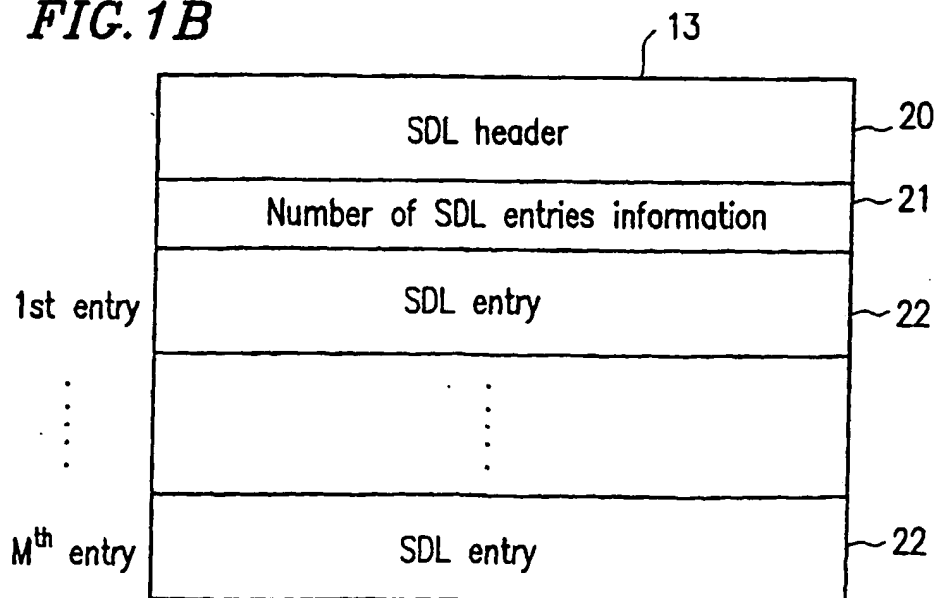 FIG. 1B
13
SDL header
20
Number of SDL entries information
21
1st entry
SDL entry
22
Mth entry
SDL entry
22